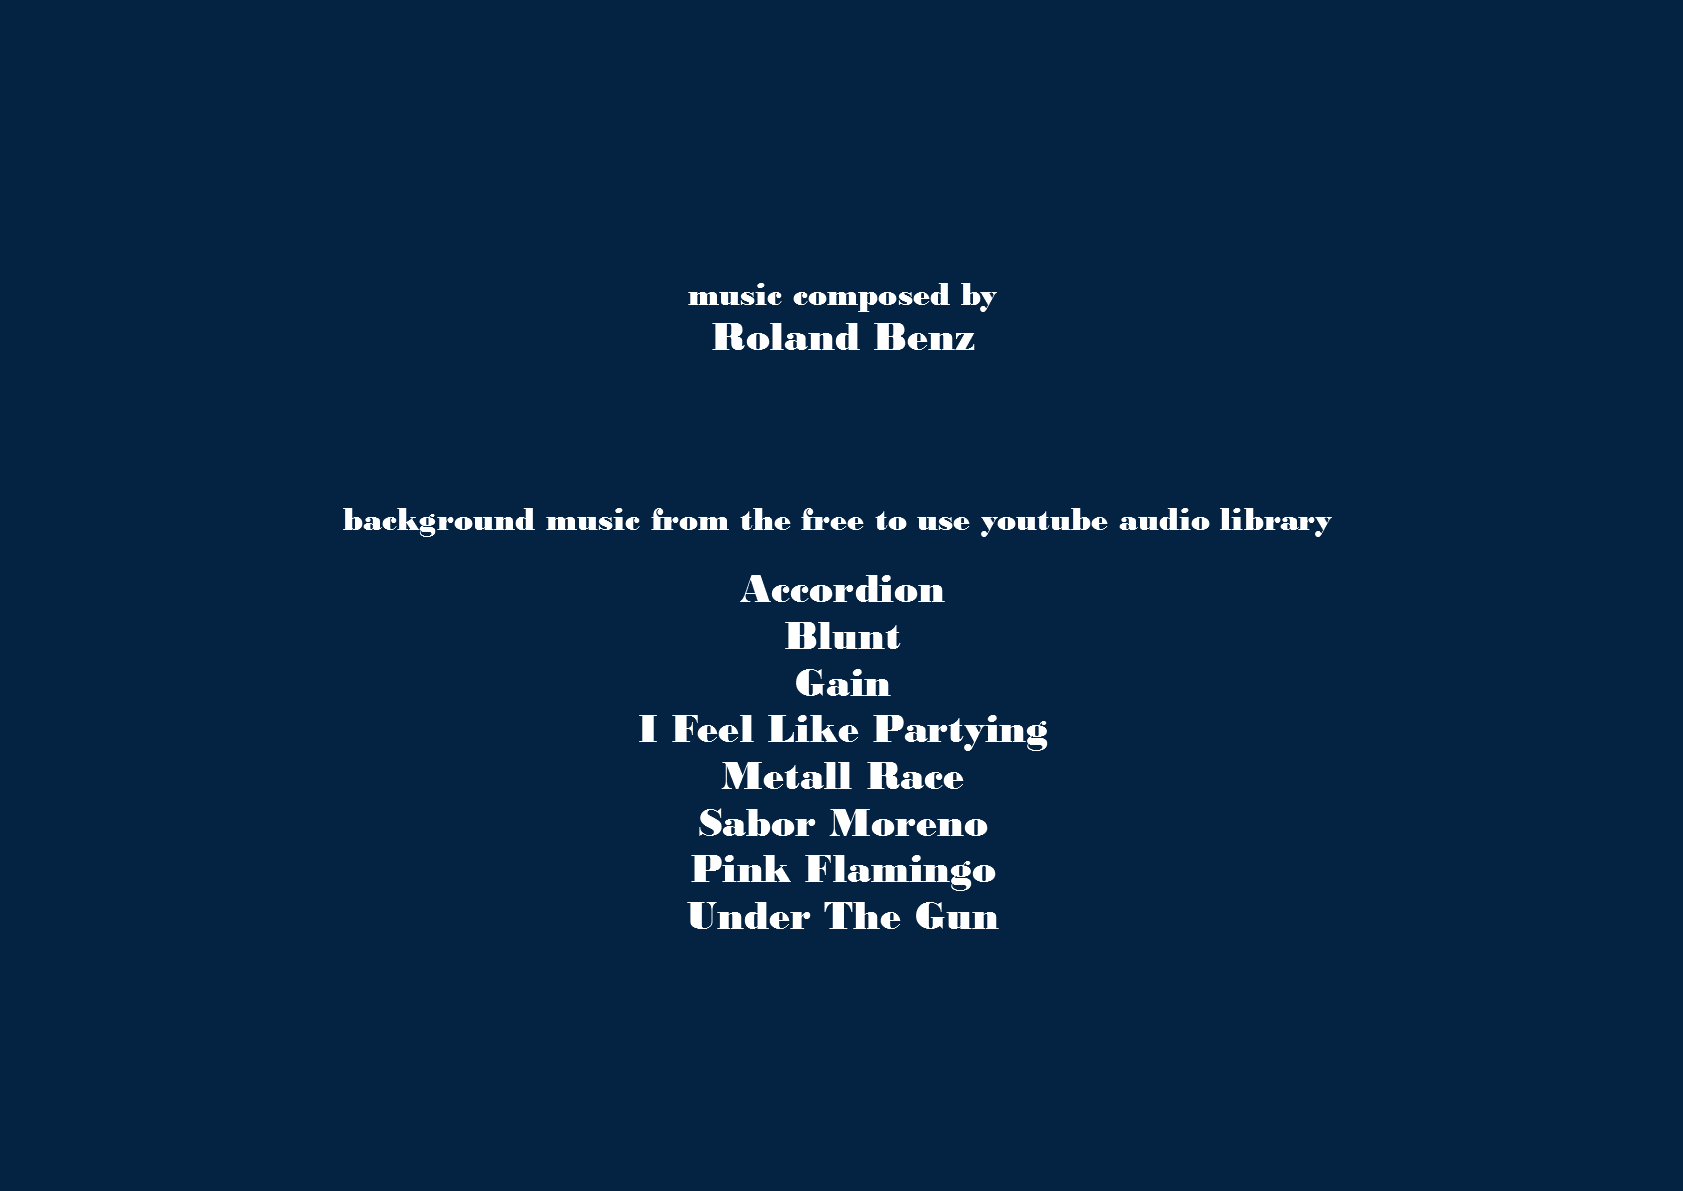 music composed by
Roland Benz
background music from the free to use youtube audio library
Accordion
Blunt
Gain
I Feel Like Partying
Metall Race
Sabor Moreno
Pink Flamingo
Under The Gun